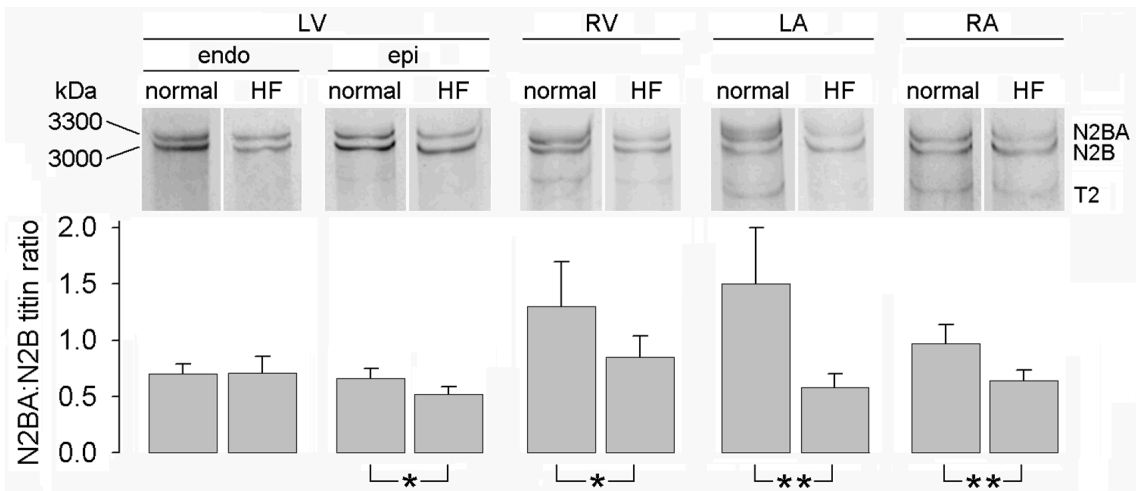 LV RV LA RA
endo epi
kDa normal HF normal HF normal HF normal HF normal HF
3300 N2BA
3000 N2B
T2
N2BA:N2B titin ratio
2.0
1.5
1.0
0.5
0.0
* * ** **